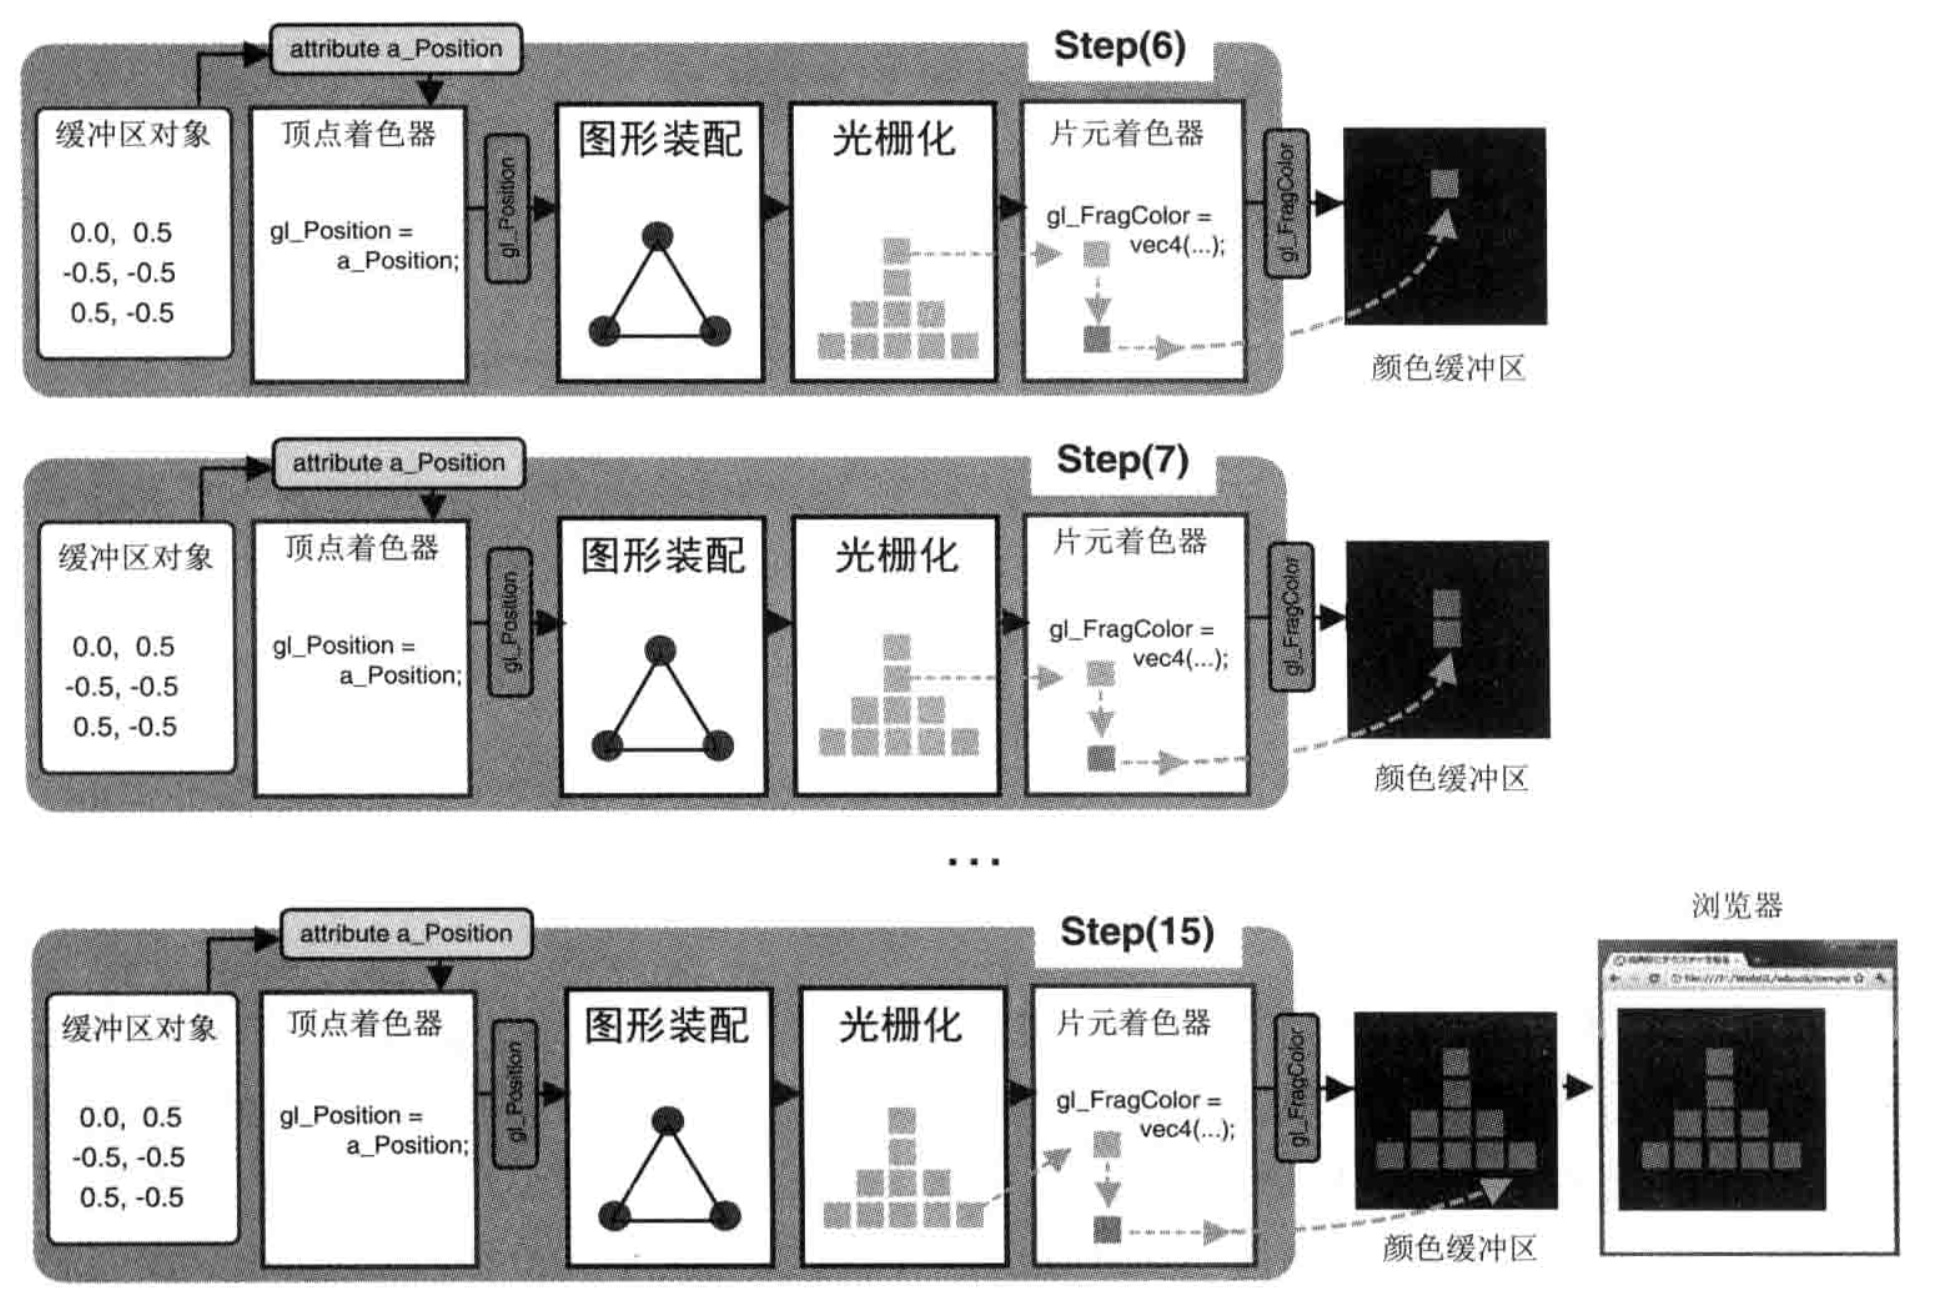 attribute a_Position
Step(6)
缓冲区对象
0.0, 0.5
-0.5, -0.5
0.5, -0.5
顶点着色器
gl_Position =
a_Position;
gl_Position
图形装配
光栅化
片元着色器
gl_FragColor =
vec4(...);
gl_FragColor
颜色缓冲区
attribute a_Position
Step(7)
缓冲区对象
0.0, 0.5
-0.5, -0.5
0.5, -0.5
顶点着色器
gl_Position =
a_Position;
gl_Position
图形装配
光栅化
片元着色器
gl_FragColor =
vec4(...);
gl_FragColor
颜色缓冲区
...
attribute a_Position
Step(15)
缓冲区对象
0.0, 0.5
-0.5, -0.5
0.5, -0.5
顶点着色器
gl_Position =
a_Position;
gl_Position
图形装配
光栅化
片元着色器
gl_FragColor =
vec4(...);
gl_FragColor
颜色缓冲区
浏览器